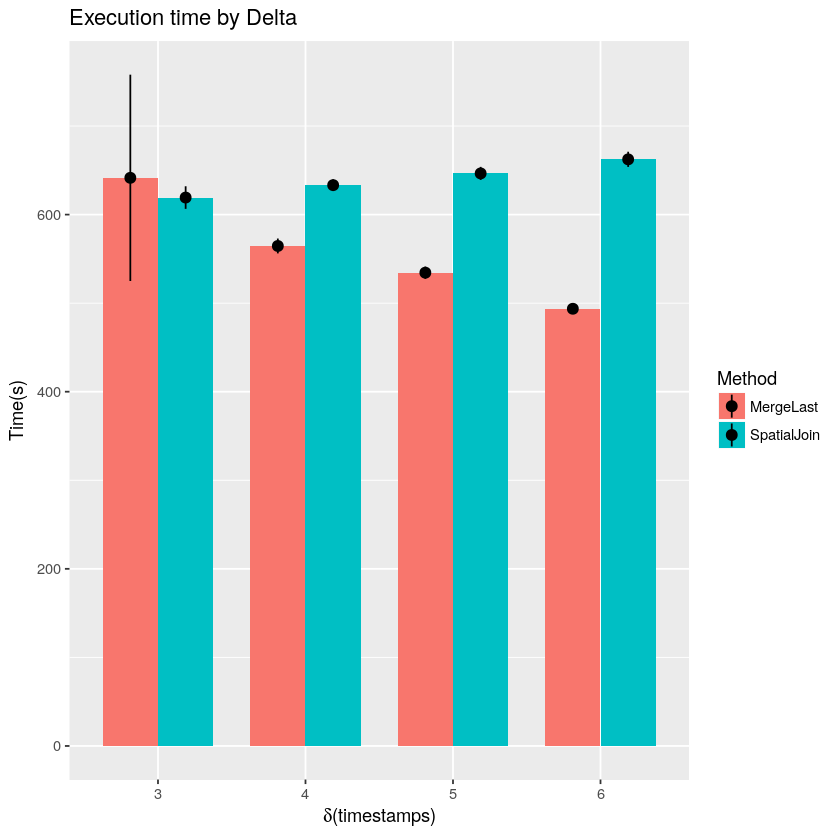 Execution time by Delta
Time(s)
600
400
200
0
3
4
5
6
δ(timestamps)
Method
MergeLast
SpatialJoin